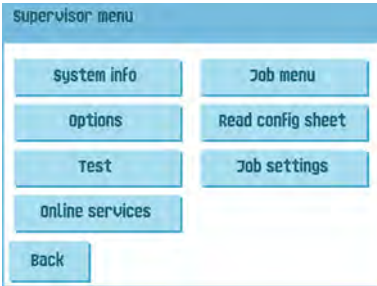 Supervisor menu
System info
Job menu
Options
Read config sheet
Test
Job settings
Online services
Back